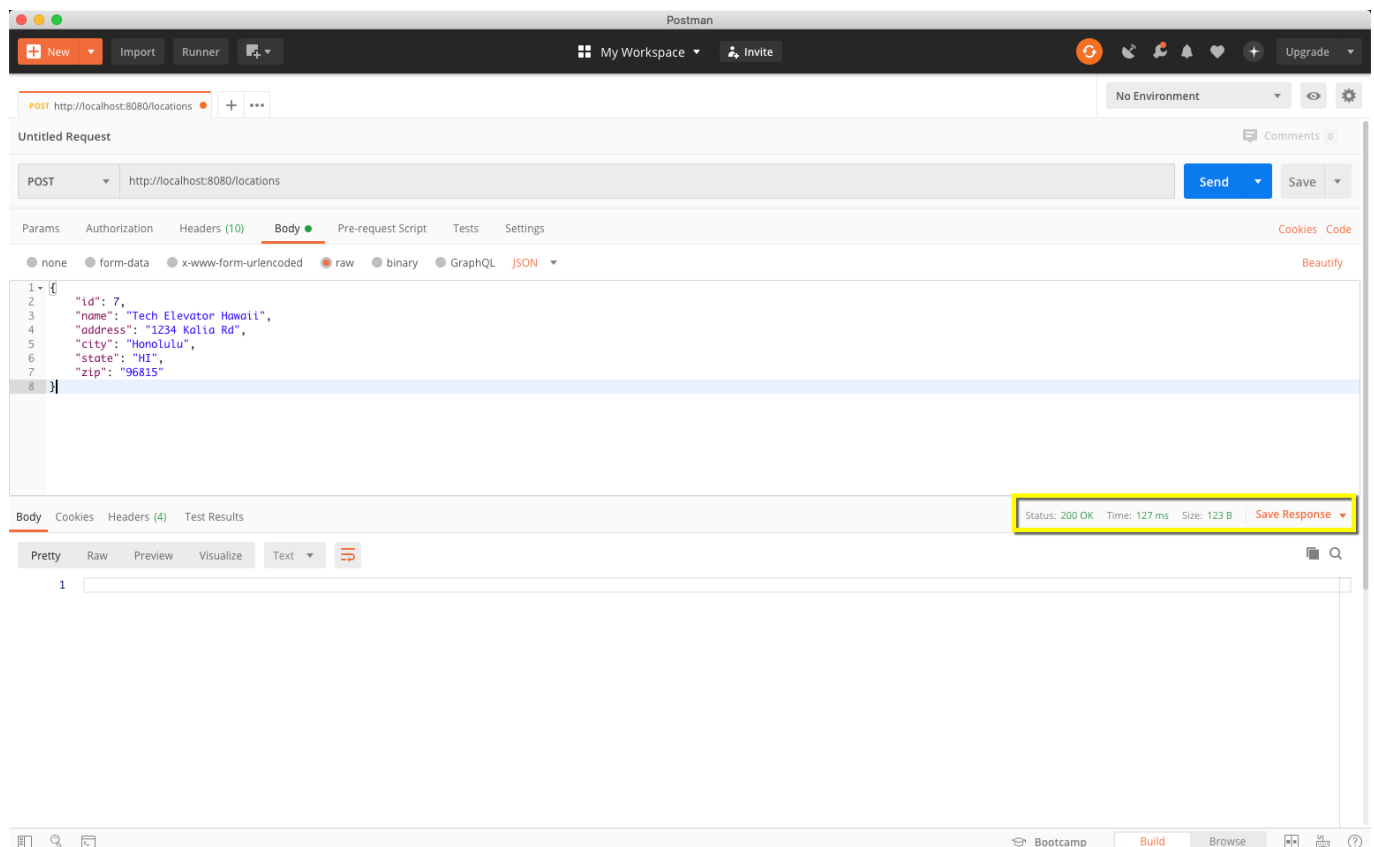 Postman
New Import Runner My Workspace Invite Upgrade
POST http://localhost:8080/locations + ••• No Environment
Untitled Request Comments 0
POST http://localhost:8080/locations Send Save
Params Authorization Headers (10) Body Pre-request Script Tests Settings Cookies Code
none form-data x-www-form-urlencoded raw binary GraphQL JSON Beautify
1 {
2 "id": 7,
3 "name": "Tech Elevator Hawaii",
4 "address": "1234 Kalia Rd",
5 "city": "Honolulu",
6 "state": "HI",
7 "zip": "96815"
8 }
Body Cookies Headers (4) Test Results Status: 200 OK Time: 127 ms Size: 123 B Save Response
Pretty Raw Preview Visualize Text
1
Bootcamp Build Browse